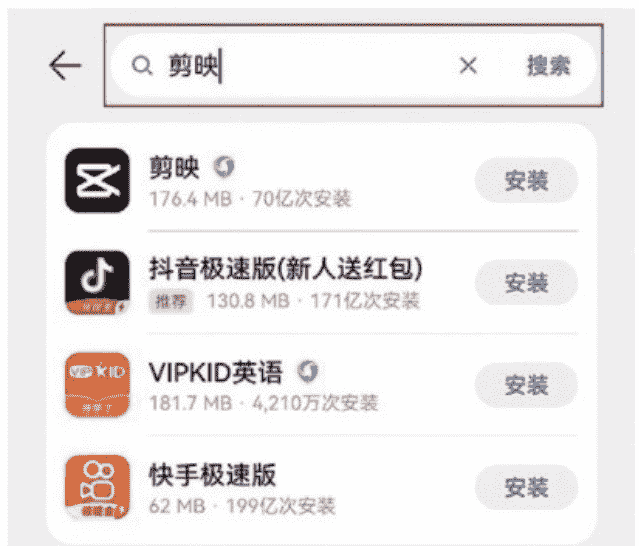 剪映
搜索
剪映
176.4 MB · 70亿次安装
安装
抖音极速版(新人送红包)
推荐 130.8 MB · 171亿次安装
安装
VIPKID
VIPKID英语
181.7 MB · 4,210万次安装
安装
快手极速版
62 MB · 199亿次安装
安装